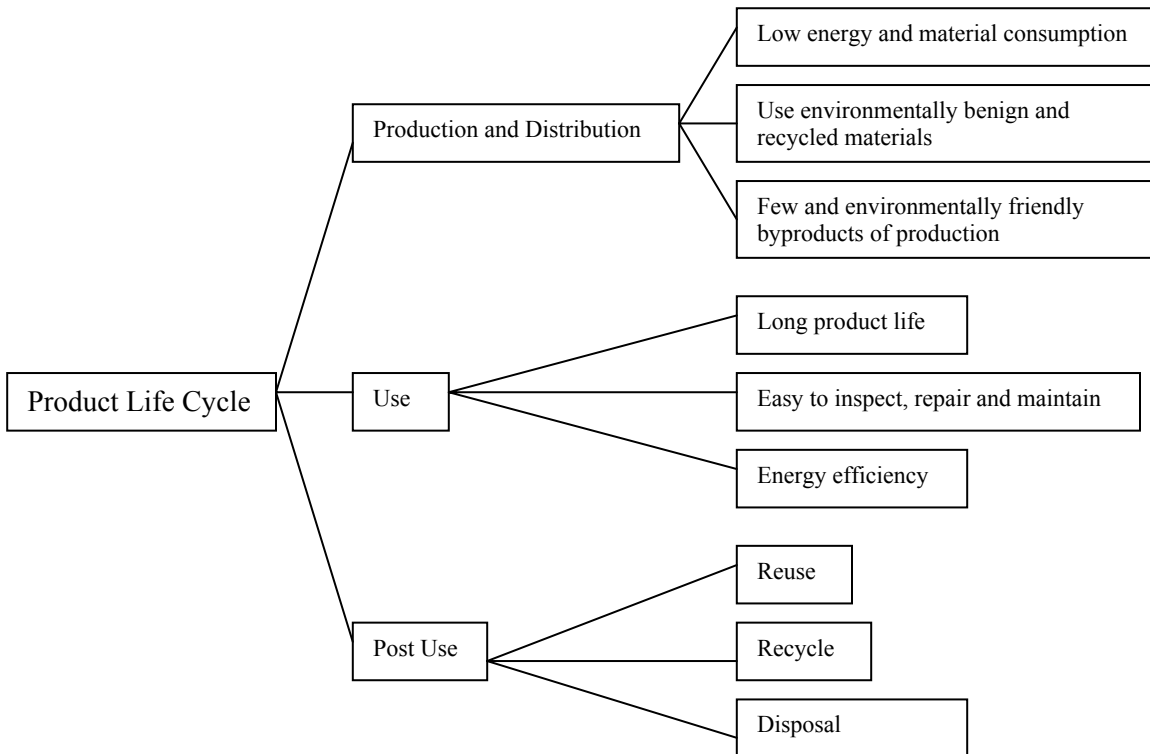 Low energy and material consumption
Production and Distribution
Use environmentally benign and
recycled materials
Few and environmentally friendly
byproducts of production
Long product life
Product Life Cycle
Use
Easy to inspect, repair and maintain
Energy efficiency
Reuse
Post Use
Recycle
Disposal